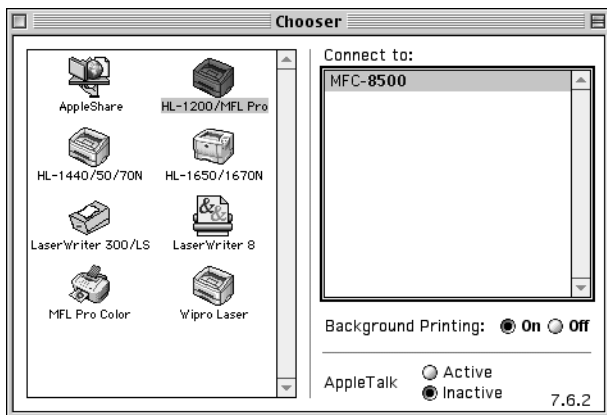 Chooser
AppleShare
HL-1200/MFL Pro
HL-1440/50/70N
HL-1650/1670N
LaserWriter 300/LS
LaserWriter 8
MFL Pro Color
Wipro Laser
Connect to:
MFC-8500
Background Printing: On Off
AppleTalk
Active
Inactive
7.6.2